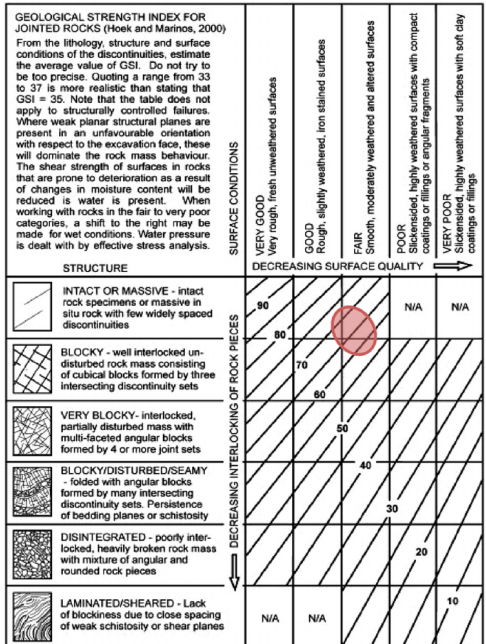 GEOLOGICAL STRENGTH INDEX FOR
JOINTED ROCKS (Hoek and Marinos, 2000)
From the lithology, structure and surface
conditions of the discontinuities, estimate
the average value of GSI. Do not try to
be too precise. Quoting a range from 33
to 37 is more realistic than stating that
GSI = 35. Note that the table does not
apply to structurally controlled failures.
Where weak planar structural planes are
present in an unfavourable orientation
with respect to the excavation face, these
will dominate the rock mass behaviour.
The shear strength of surfaces in rocks
that are prone to deterioration as a result
of changes in moisture content will be
reduced is water is present. When
working with rocks in the fair to very poor
categories, a shift to the right may be
made for wet conditions. Water pressure
is dealt with by effective stress analysis.
STRUCTURE
SURFACE CONDITIONS
VERY GOOD
Very rough, fresh unweathered surfaces
GOOD
Rough, slightly weathered, iron stained surfaces
FAIR
Smooth, moderately weathered and altered surfaces
POOR
Slickensided, highly weathered surfaces with compact
coatings or fillings or angular fragments
VERY POOR
Slickensided, highly weathered surfaces with soft clay
coatings or fillings
DECREASING SURFACE QUALITY
DECREASING INTERLOCKING OF ROCK PIECES
INTACT OR MASSIVE - intact
rock specimens or massive in
situ rock with few widely spaced
discontinuities
90
80
N/A
N/A
BLOCKY - well interlocked un-
disturbed rock mass consisting
of cubical blocks formed by three
intersecting discontinuity sets
70
60
VERY BLOCKY- interlocked,
partially disturbed mass with
multi-faceted angular blocks
formed by 4 or more joint sets
50
BLOCKY/DISTURBED/SEAMY
- folded with angular blocks
formed by many intersecting
discontinuity sets. Persistence
of bedding planes or schistosity
40
30
DISINTEGRATED - poorly inter-
locked, heavily broken rock mass
with mixture of angular and
rounded rock pieces
20
LAMINATED/SHEARED - Lack
of blockiness due to close spacing
of weak schistosity or shear planes
N/A
N/A
10